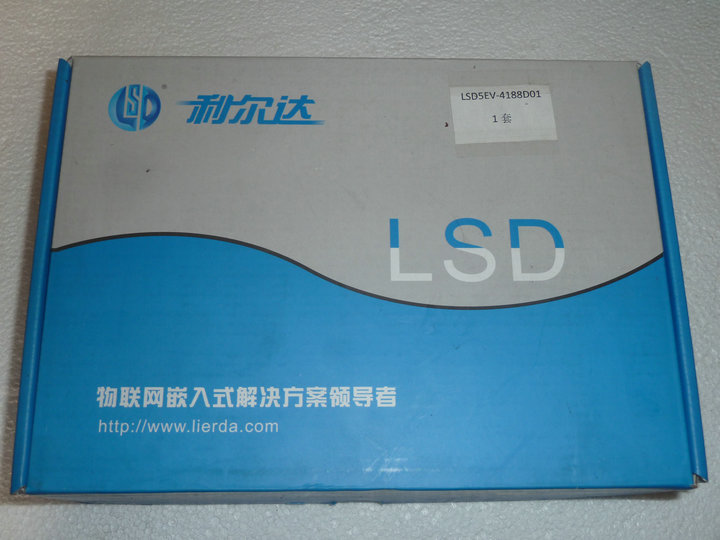 LSD®
利尔达
LSD5EV-4188D01
1 套
LSD
物联网嵌入式解决方案领导者
http://www.lierda.com